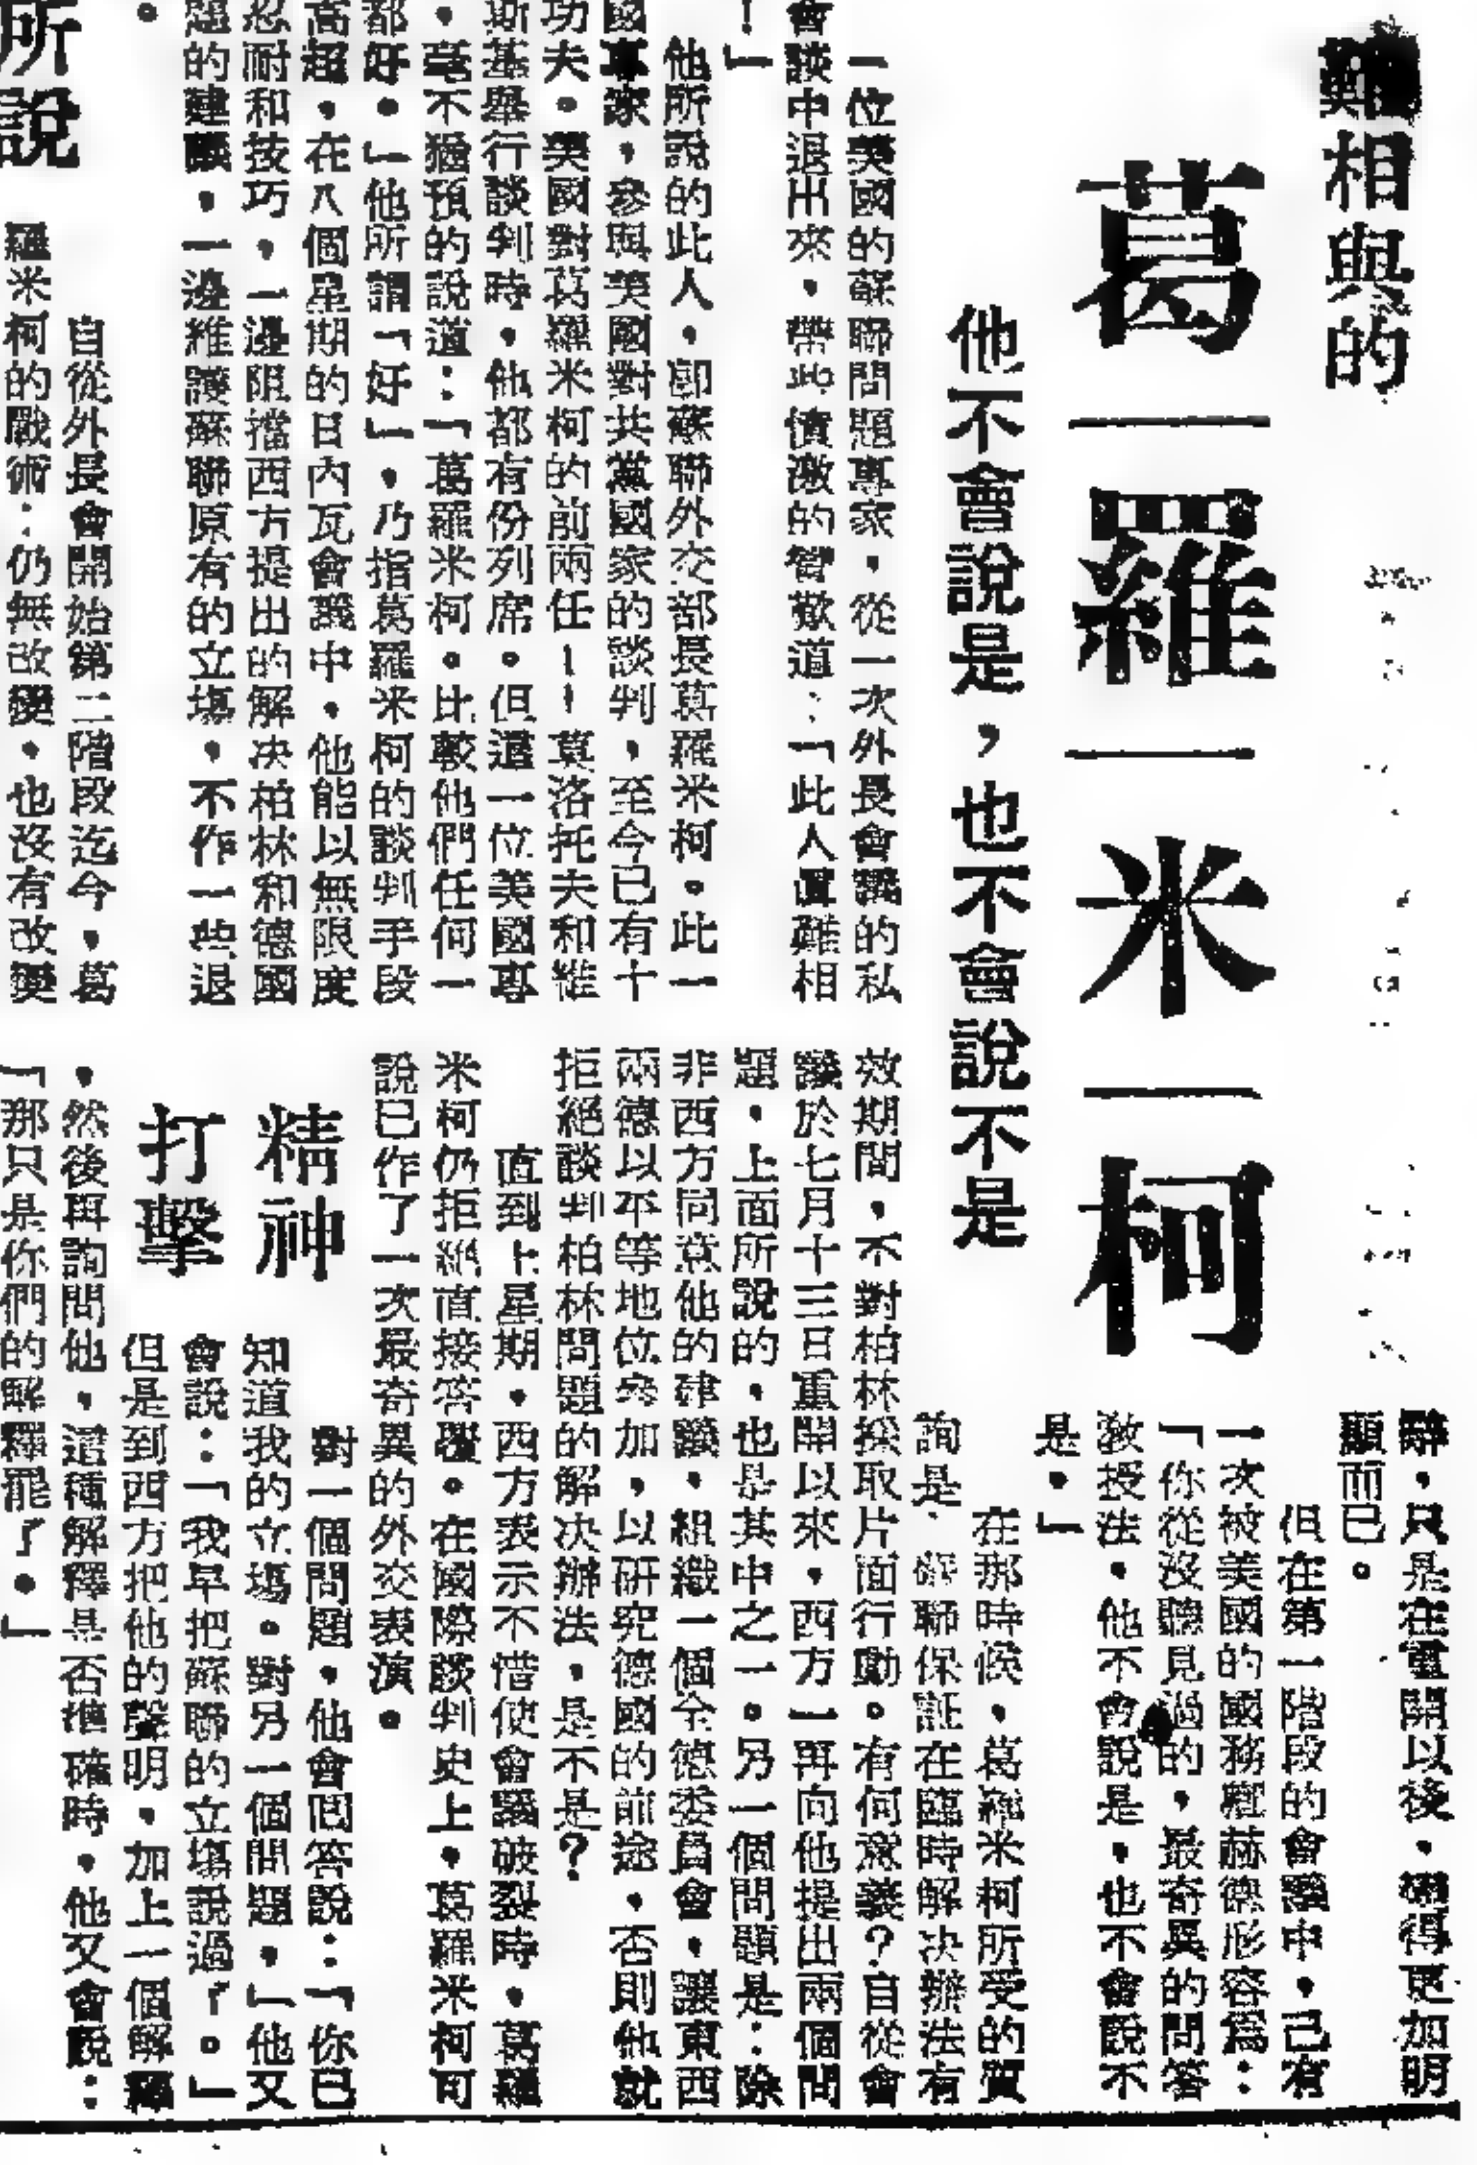 難相與的
葛—羅—米—柯
他不會說是，也不會說不是
一位美國的蘇聯問題專家，從一次外長會議的私
會談中退出來，帶些憤激的聲歎道：「此人眞難相
！」
他所說的此人，卽蘇聯外交部長葛羅米柯。此一
國專家，參與美國對共黨國家的談判，至今已有十
功夫。美國對葛羅米柯的前兩任——莫洛托夫和維
斯基舉行談判時，他都有份列席。但這一位美國專
，毫不猶預的說道：「葛羅米柯。比較他們任何一
都好。」他所謂「好」，乃指葛羅米柯的談判手段
高超，在八個星期的日內瓦會議中，他能以無限度
忍耐和技巧，一邊阻擋西方提出的解決柏林和德國
題的建議，一邊維護蘇聯原有的立塲，不作一些退
。
自從外長會開始第二階段迄今，葛
所說
羅米柯的戰術：仍無改變，也沒有改變
辭，只是在重開以後，變得更加明
顯而已。
但在第一階段的會議中，己有
一次被美國的國務卿赫德形容爲：
「你從沒聽見過的，最奇異的問答
敎授法。他不會說是，也不會說不
是。」
在那時候，葛羅米柯所受的質
詢是：蘇聯保証在臨時解决辦法有
效期間，不對柏林採取片面行動。有何意義？自從會
議於七月十三日重開以來，西方一再向他提出兩個問
題，上面所說的，也是其中之一。另一個問題是：除
非西方同意他的建議，組織一個全德委員會，讓東西
兩德以平等地位參加，以研究德國的前途，否則他就
拒絕談判柏林問題的解决辦法，是不是？
直到上星期，西方表示不惜使會議破裂時，葛羅
米柯仍拒絕直接答覆。在國際談判史上，葛羅米柯可
說已作了一次最奇異的外交表演。
精神
打擊
對一個問題，他會囘答說：「你已
知道我的立塲。對另一個問題，」他又
會說：「我早把蘇聯的立塲說過了。」
但是到西方把他的聲明，加上一個解釋
，然後再詢問他，這種解釋是否準確時，他又會說：
「那只是你們的解釋罷了。」